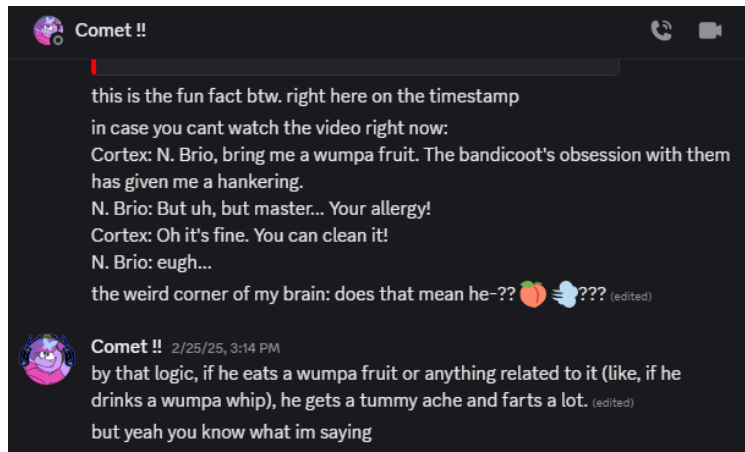 Comet !!
this is the fun fact btw. right here on the timestamp
in case you cant watch the video right now:
Cortex: N. Brio, bring me a wumpa fruit. The bandicoot's obsession with them
has given me a hankering.
N. Brio: But uh, but master... Your allergy!
Cortex: Oh it's fine. You can clean it!
N. Brio: eugh...
the weird corner of my brain: does that mean he-?? 🍑 💨??? (edited)
Comet !! 2/25/25, 3:14 PM
by that logic, if he eats a wumpa fruit or anything related to it (like, if he
drinks a wumpa whip), he gets a tummy ache and farts a lot. (edited)
but yeah you know what im saying